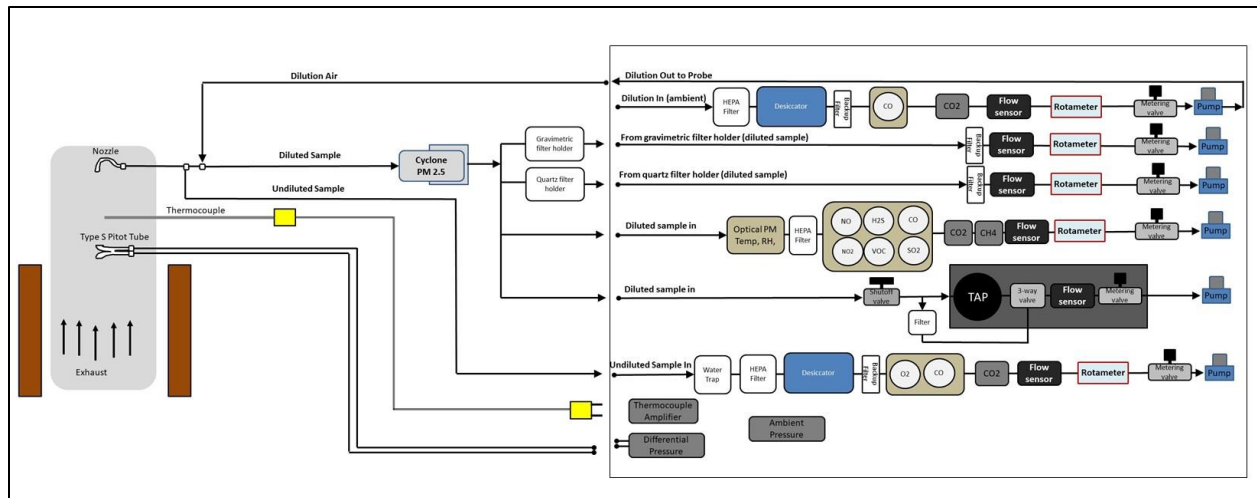 Dilution Air
Nozzle
Diluted Sample
Cyclone
PM 2.5
Undiluted Sample
Thermocouple
Type S Pitot Tube
Exhaust
Gravimetric
filter holder
Quartz filter
holder
Dilution Out to Probe
Dilution In (ambient)
HEPA
Filter
Desiccator
Backup
Filter
CO
CO2
Flow
sensor
Rotameter
Metering
valve
Pump
From gravimetric filter holder (diluted sample)
Backup
Filter
Flow
sensor
Rotameter
Metering
valve
Pump
From quartz filter holder (diluted sample)
Backup
Filter
Flow
sensor
Rotameter
Metering
valve
Pump
Diluted sample in
Optical PM
Temp, RH,
HEPA
Filter
NO
H2S
CO
NO2
VOC
SO2
CO2
CH4
Flow
sensor
Rotameter
Metering
valve
Pump
Diluted sample in
Shutoff
valve
Filter
TAP
3-way
valve
Flow
sensor
Metering
valve
Pump
Undiluted Sample In
Water
Trap
HEPA
Filter
Desiccator
Backup
Filter
O2
CO
CO2
Flow
sensor
Rotameter
Metering
valve
Pump
Thermocouple
Amplifier
Ambient
Pressure
Differential
Pressure